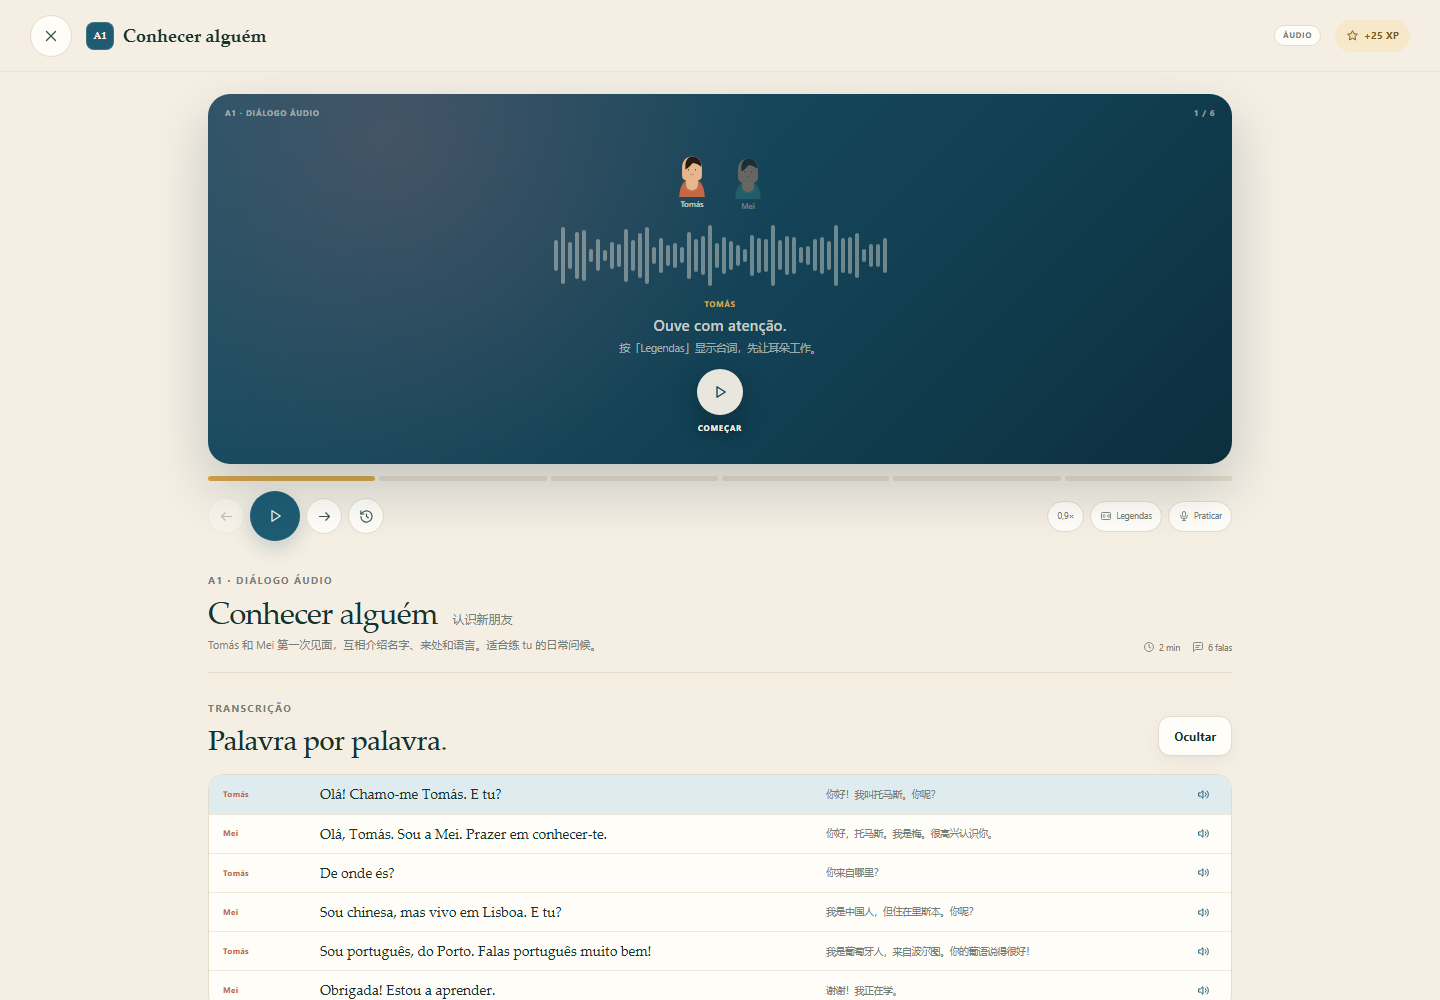 A1 Conhecer alguém
ÁUDIO
+25 XP
A1 · DIÁLOGO ÁUDIO
1 / 6
Tomás
Mei
TOMÁS
Ouve com atenção.
按「Legendas」显示台词，先让耳朵工作。
COMEÇAR
0,9×
Legendas
Praticar
A1 · DIÁLOGO ÁUDIO
Conhecer alguém 认识新朋友
Tomás 和 Mei 第一次见面，互相介绍名字、来处和语言。适合练 tu 的日常问候。
2 min
6 falas
TRANSCRIÇÃO
Palavra por palavra.
Ocultar
Tomás Olá! Chamo-me Tomás. E tu? 你好！我叫托马斯。你呢？
Mei Olá, Tomás. Sou a Mei. Prazer em conhecer-te. 你好，托马斯。我是梅。很高兴认识你。
Tomás De onde és? 你来自哪里？
Mei Sou chinesa, mas vivo em Lisboa. E tu? 我是中国人，但住在里斯本。你呢？
Tomás Sou português, do Porto. Falas português muito bem! 我是葡萄牙人，来自波尔图。你的葡语说得很好！
Mei Obrigada! Estou a aprender. 谢谢！我正在学。